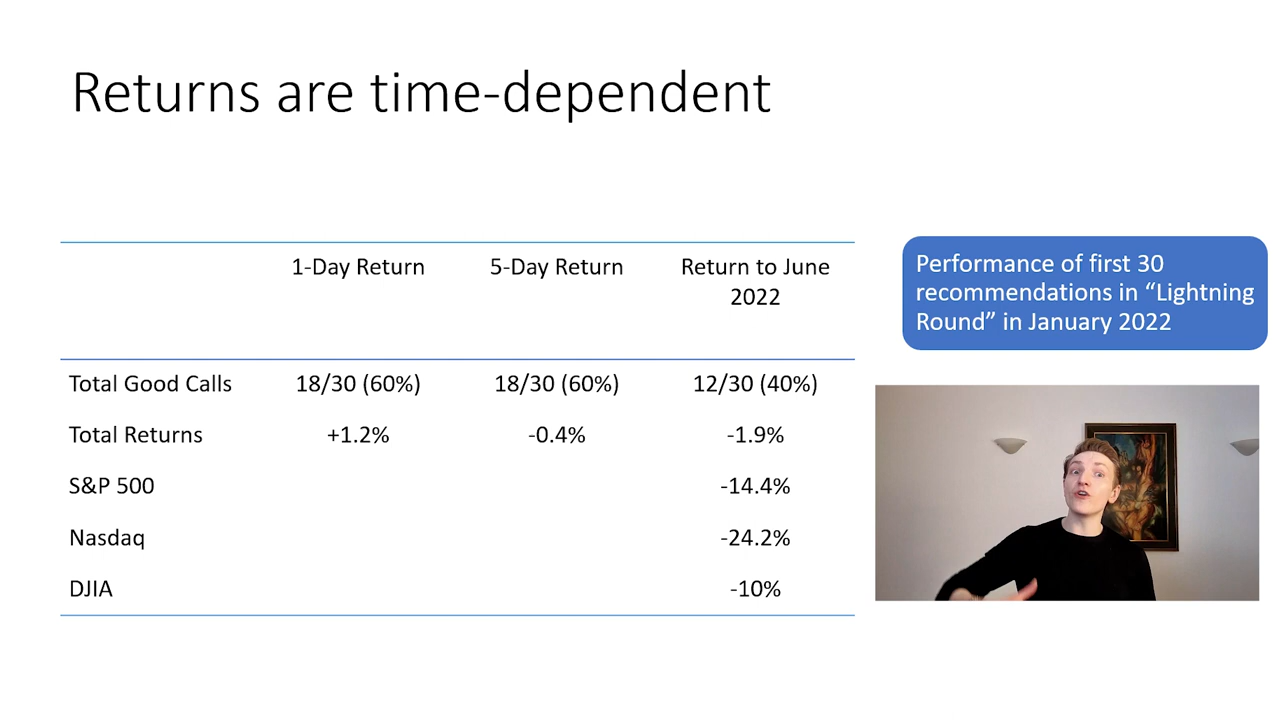 Returns are time-dependent
1-Day Return 5-Day Return Return to June
2022
Total Good Calls 18/30 (60%) 18/30 (60%) 12/30 (40%)
Total Returns +1.2% -0.4% -1.9%
S&P 500 -14.4%
Nasdaq -24.2%
DJIA -10%
Performance of first 30
recommendations in “Lightning
Round” in January 2022